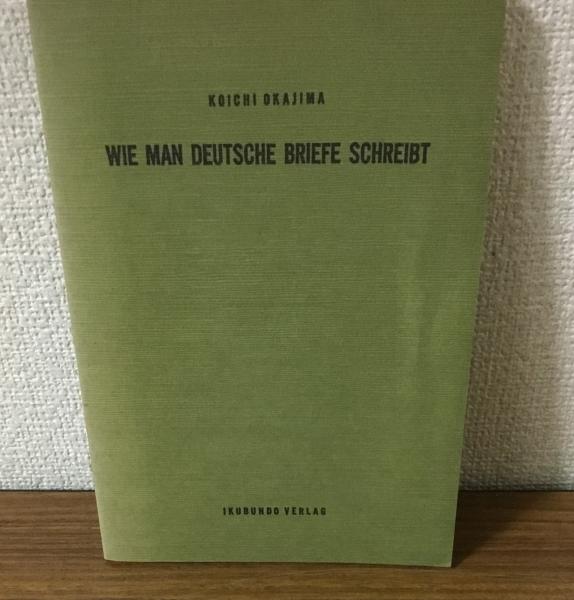 KOICHI OKAJIMA
WIE MAN DEUTSCHE BRIEFE SCHREIBT
IKUBUNDO VERLAG